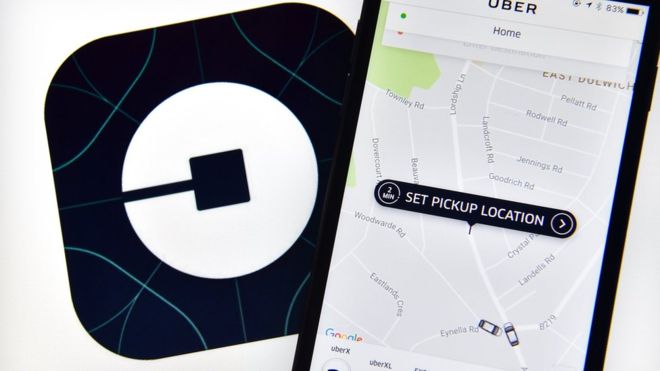 UBER
83%
Home
EAST DULWICH
Townley Rd
Lordship Ln
Pellatt Rd
Rodwell Rd
Landcroft Rd
Jennings Rd
Goodrich Rd
Dovercourt
Beauva
2 MIN
SET PICKUP LOCATION
Woodwarde Rd
Crystal
Landells Rd
Eastlands Cres
Eynella Rd
B219
Google
uberX
uberXL